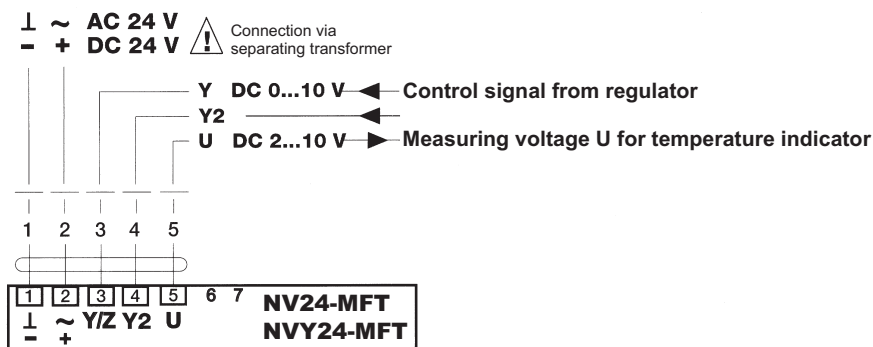 ⊥ ~ AC 24 V
– + DC 24 V
Connection via
separating transformer
Y DC 0...10 V Control signal from regulator
Y2
U DC 2...10 V Measuring voltage U for temperature indicator
1 2 3 4 5
1 2 3 4 5 6 7
⊥ ~ Y/Z Y2 U
– +
NV24-MFT
NVY24-MFT